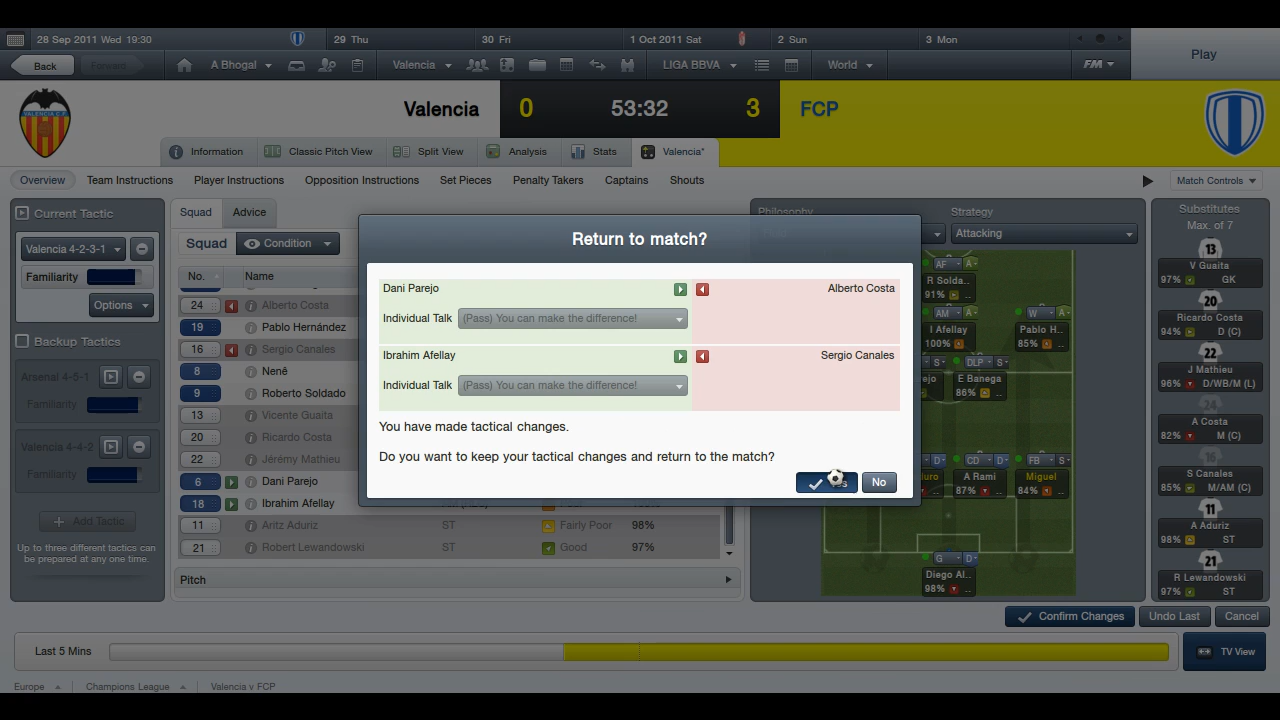 28 Sep 2011 Wed 19:30
29 Thu
30 Fri
1 Oct 2011 Sat
2 Sun
3 Mon
Back
Forward
A Bhogal
Valencia
LIGA BBVA
World
FM
Play
Valencia
0
53:32
3
FCP
Information
Classic Pitch View
Split View
Analysis
Stats
Valencia*
Overview
Team Instructions
Player Instructions
Opposition Instructions
Set Pieces
Penalty Takers
Captains
Shouts
Match Controls
Current Tactic
Valencia 4-2-3-1
Familiarity
Options
Backup Tactics
Arsenal 4-5-1
Familiarity
Valencia 4-4-2
Familiarity
Add Tactic
Up to three different tactics can
be prepared at any one time.
Squad
Advice
Squad
Condition
No.
Name
24 Alberto Costa
19 Pablo Hernández
16 Sergio Canales
8 Nenê
9 Roberto Soldado
13 Vicente Guaita
20 Ricardo Costa
22 Jérémy Mathieu
6 Dani Parejo
18 Ibrahim Afellay
11 Aritz Aduriz ST Fairly Poor 98%
21 Robert Lewandowski ST Good 97%
Pitch
Return to match?
Dani Parejo
Alberto Costa
Individual Talk
(Pass) You can make the difference!
Ibrahim Afellay
Sergio Canales
Individual Talk
(Pass) You can make the difference!
You have made tactical changes.
Do you want to keep your tactical changes and return to the match?
No
Philosophy
Strategy
Attacking
AF A
R Solda..
91% ..
AM A
W A
I Afellay
Pablo H..
100% ..
85% ..
S DLP S
E Banega
86% ..
D CD D FB S
A Rami
Miguel
87% ..
84% ..
G D
Diego Al..
98% ..
Substitutes
Max. of 7
13
V Guaita
97% GK
20
Ricardo Costa
94% D (C)
22
J Mathieu
96% D/WB/M (L)
24
A Costa
82% M (C)
16
S Canales
85% M/AM (C)
11
A Aduriz
98% ST
21
R Lewandowski
97% ST
Confirm Changes
Undo Last
Cancel
Last 5 Mins
TV View
Europe
Champions League
Valencia v FCP